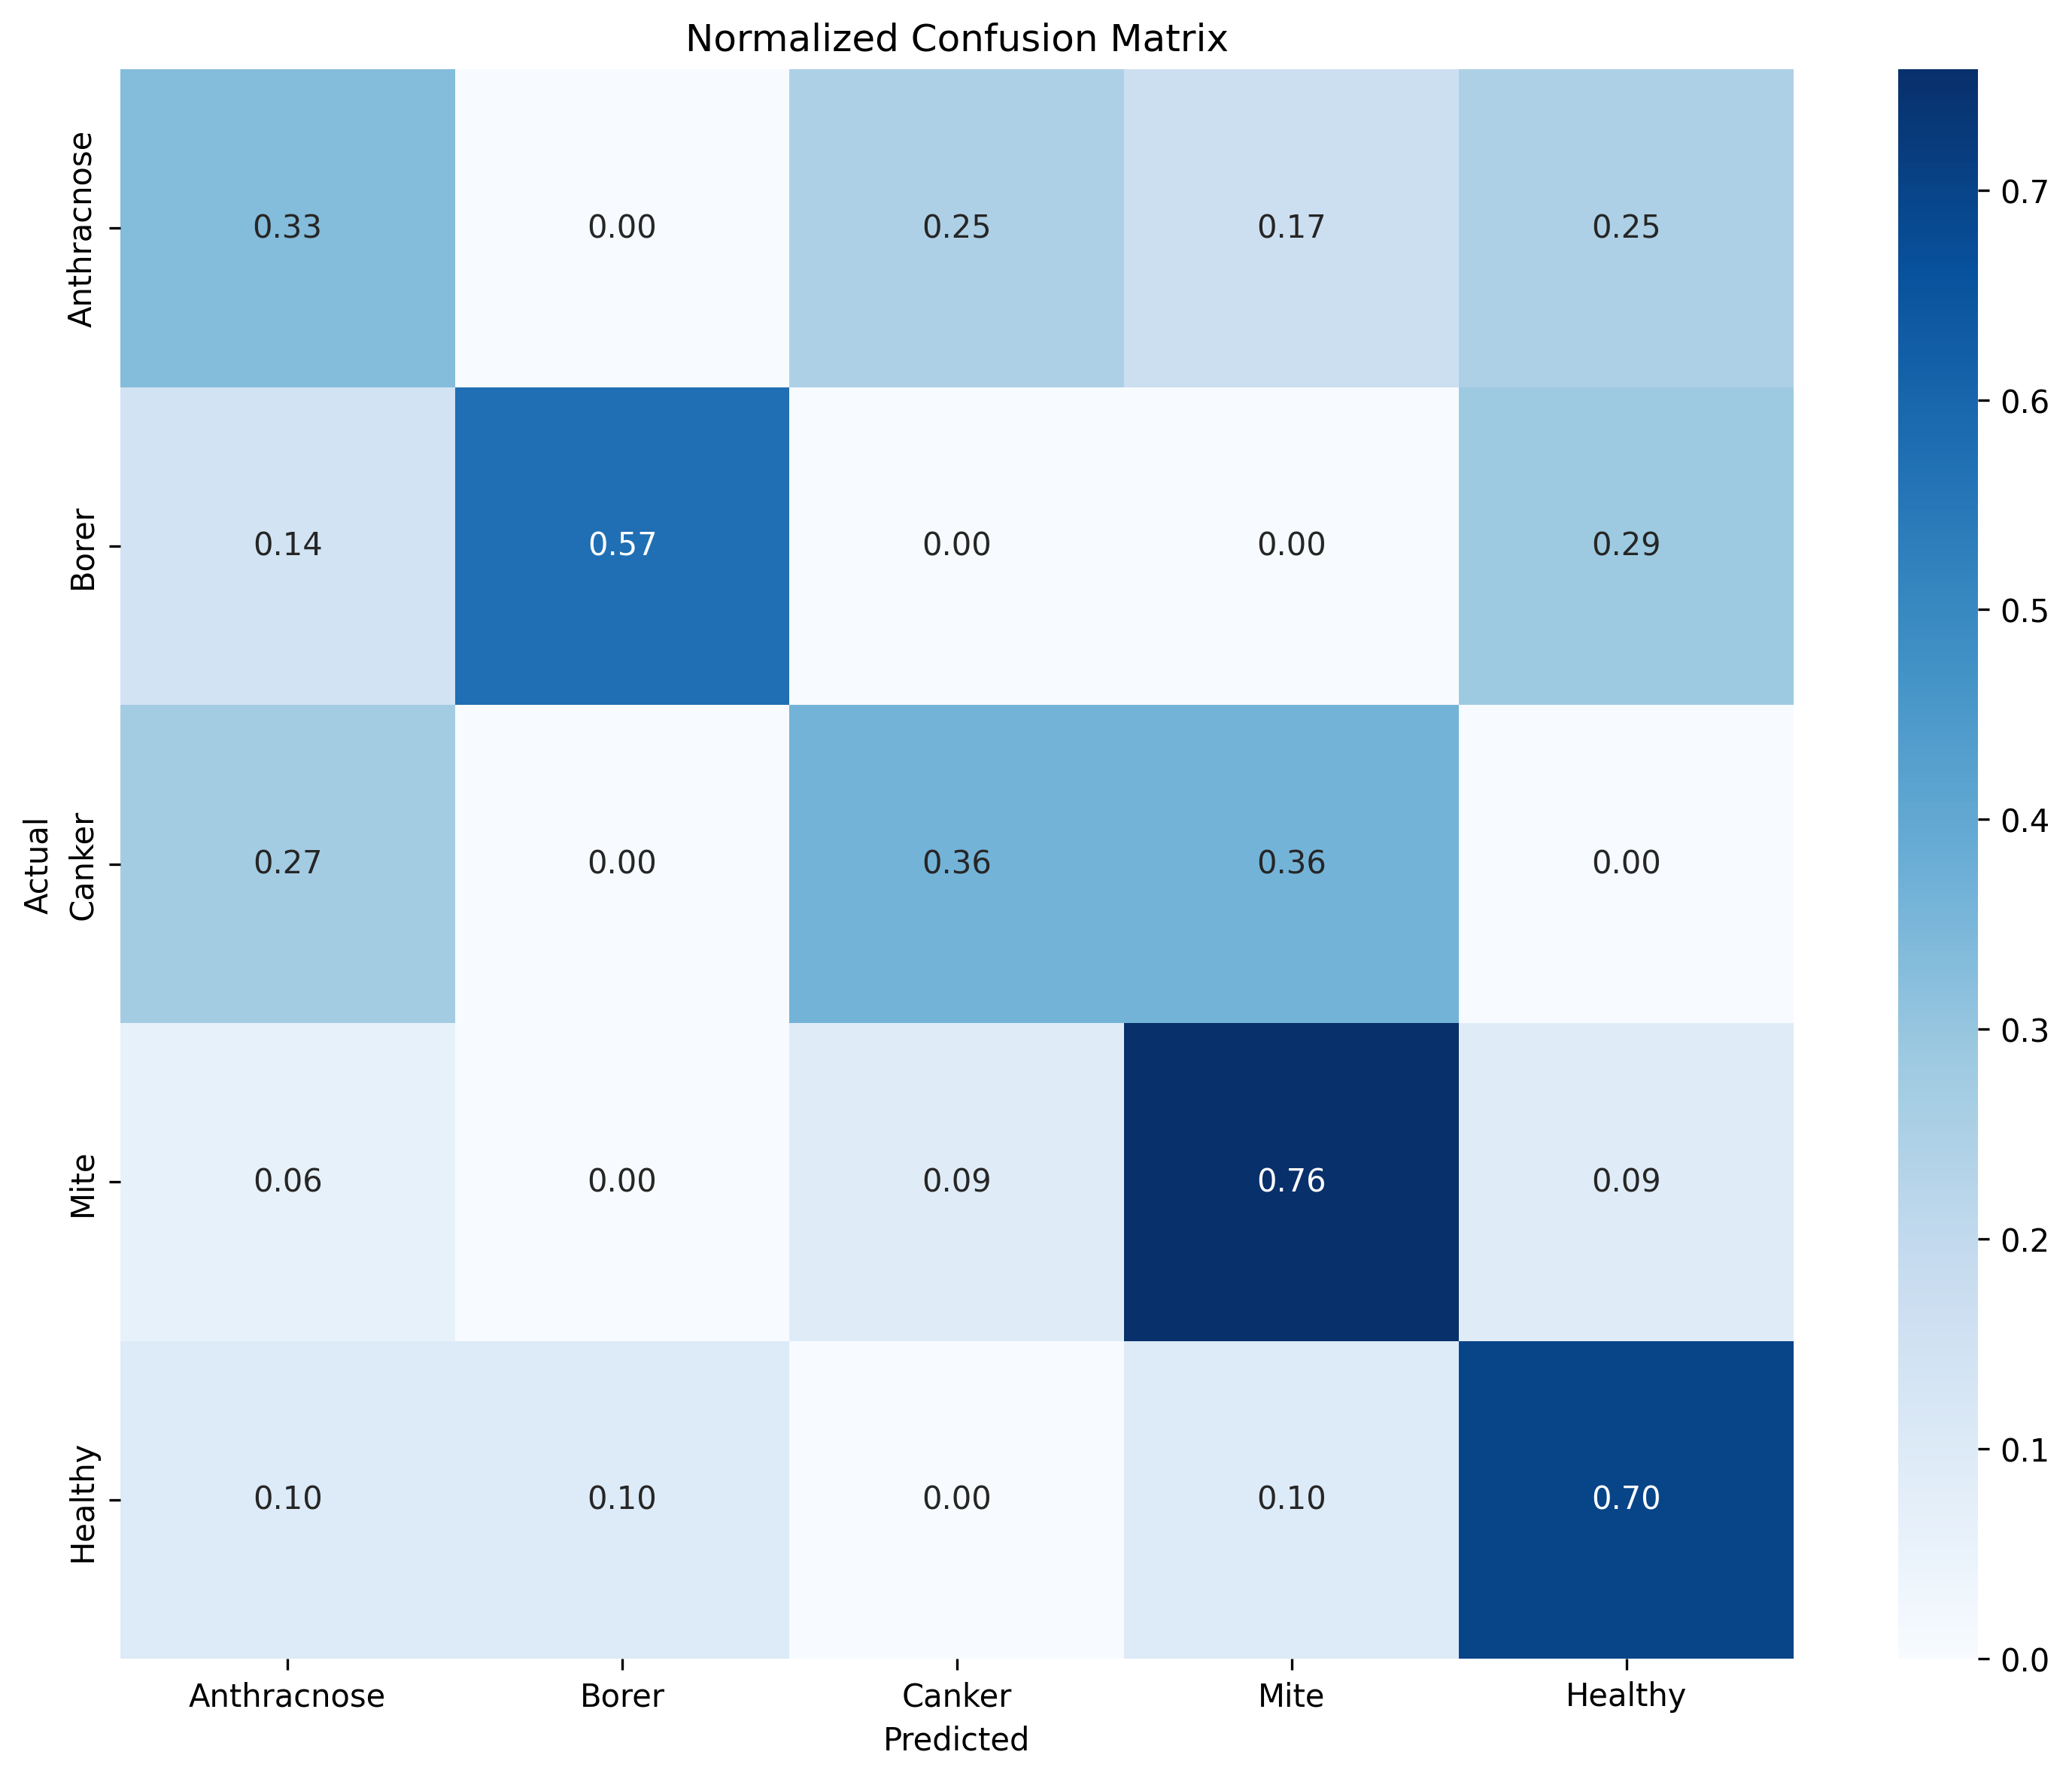 Normalized Confusion Matrix
Anthracnose 0.33 0.00 0.25 0.17 0.25
Borer 0.14 0.57 0.00 0.00 0.29
Actual
Canker 0.27 0.00 0.36 0.36 0.00
Mite 0.06 0.00 0.09 0.76 0.09
Healthy 0.10 0.10 0.00 0.10 0.70
Anthracnose Borer Canker Mite Healthy
Predicted
0.7
0.6
0.5
0.4
0.3
0.2
0.1
0.0